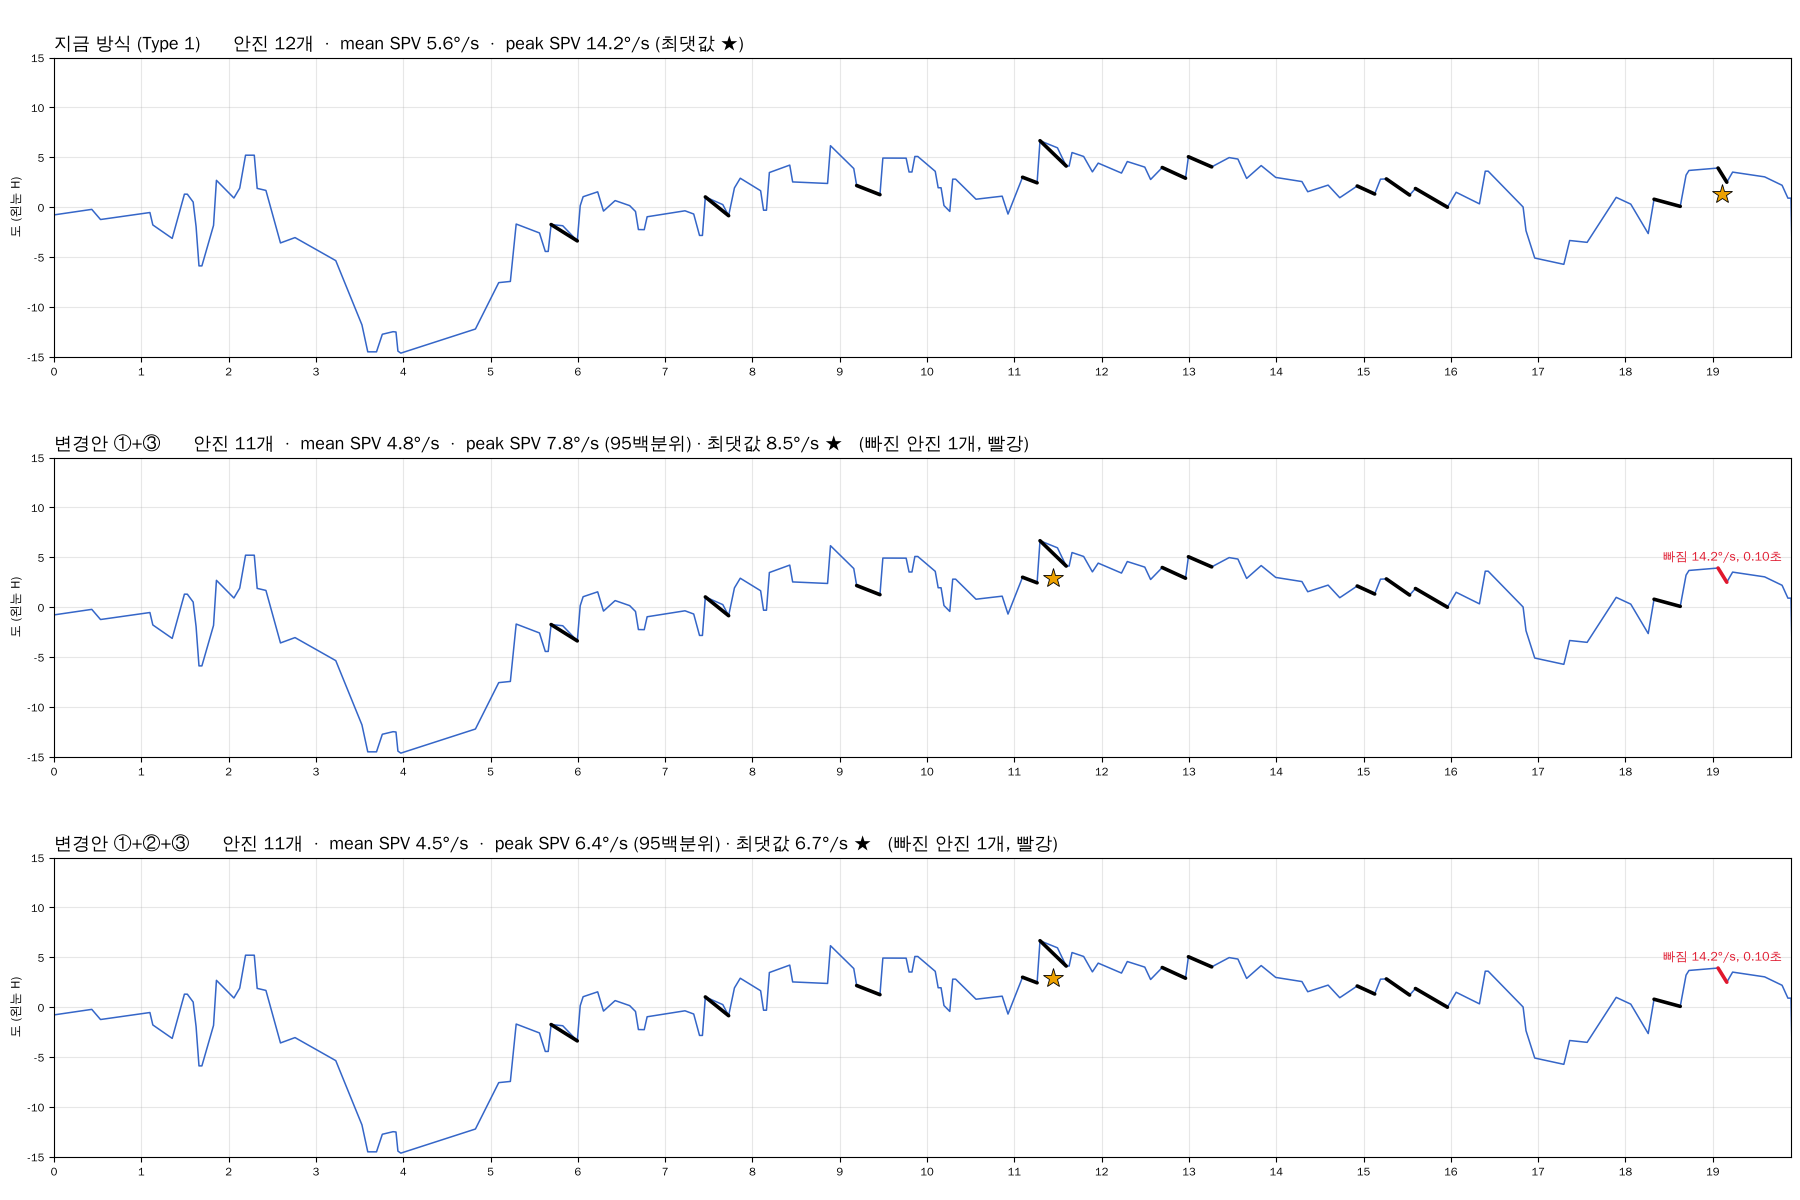 지금 방식 (Type 1) 안진 12개 · mean SPV 5.6°/s · peak SPV 14.2°/s (최댓값 ★)
15
10
5
0
-5
-10
-15
도 (왼눈 H)
0 1 2 3 4 5 6 7 8 9 10 11 12 13 14 15 16 17 18 19
변경안 ①+③ 안진 11개 · mean SPV 4.8°/s · peak SPV 7.8°/s (95백분위) · 최댓값 8.5°/s ★ (빠진 안진 1개, 빨강)
15
10
5
0
-5
-10
-15
도 (왼눈 H)
빠짐 14.2°/s, 0.10초
0 1 2 3 4 5 6 7 8 9 10 11 12 13 14 15 16 17 18 19
변경안 ①+②+③ 안진 11개 · mean SPV 4.5°/s · peak SPV 6.4°/s (95백분위) · 최댓값 6.7°/s ★ (빠진 안진 1개, 빨강)
15
10
5
0
-5
-10
-15
도 (왼눈 H)
빠짐 14.2°/s, 0.10초
0 1 2 3 4 5 6 7 8 9 10 11 12 13 14 15 16 17 18 19